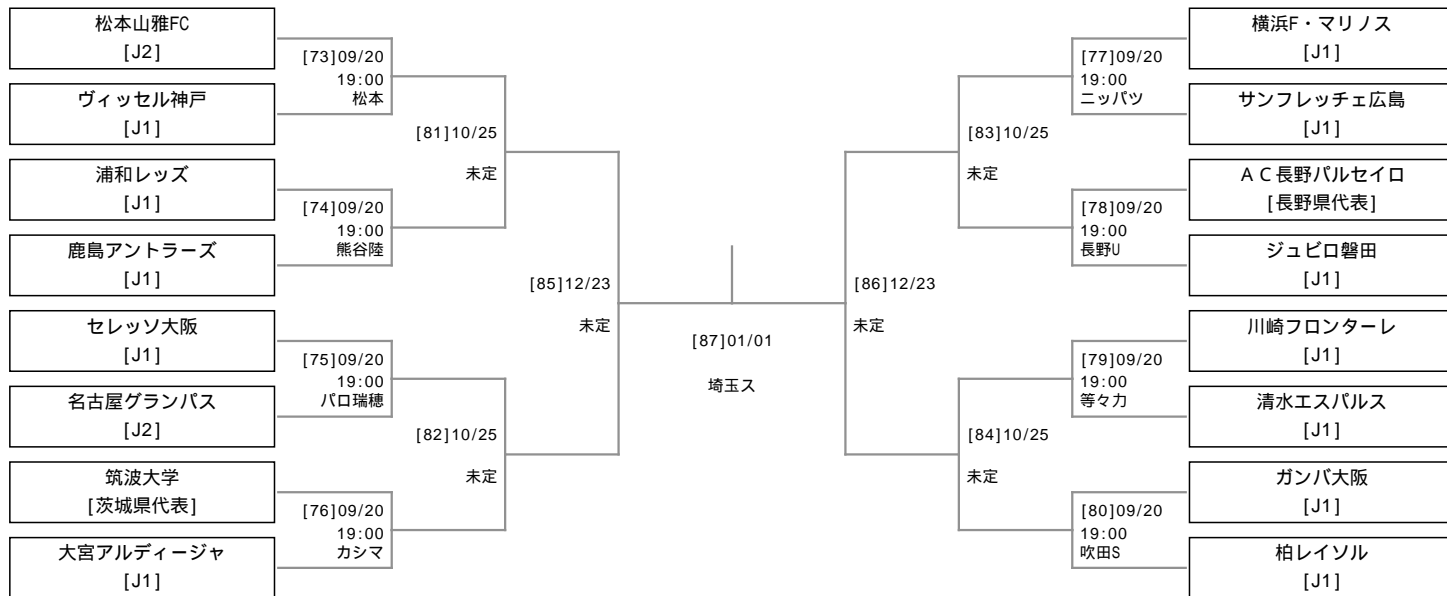 松本山雅FC
[J2]
ヴィッセル神戸
[J1]
浦和レッズ
[J1]
鹿島アントラーズ
[J1]
セレッソ大阪
[J1]
名古屋グランパス
[J2]
筑波大学
[茨城県代表]
大宮アルディージャ
[J1]
[73]09/20
19:00
松本
[74]09/20
19:00
熊谷陸
[75]09/20
19:00
パロ瑞穂
[76]09/20
19:00
カシマ
[81]10/25
未定
[82]10/25
未定
[85]12/23
未定
[87]01/01
埼玉ス
[86]12/23
未定
[83]10/25
未定
[84]10/25
未定
[77]09/20
19:00
ニッパツ
[78]09/20
19:00
長野U
[79]09/20
19:00
等々力
[80]09/20
19:00
吹田S
横浜F・マリノス
[J1]
サンフレッチェ広島
[J1]
ＡＣ長野パルセイロ
[長野県代表]
ジュビロ磐田
[J1]
川崎フロンターレ
[J1]
清水エスパルス
[J1]
ガンバ大阪
[J1]
柏レイソル
[J1]